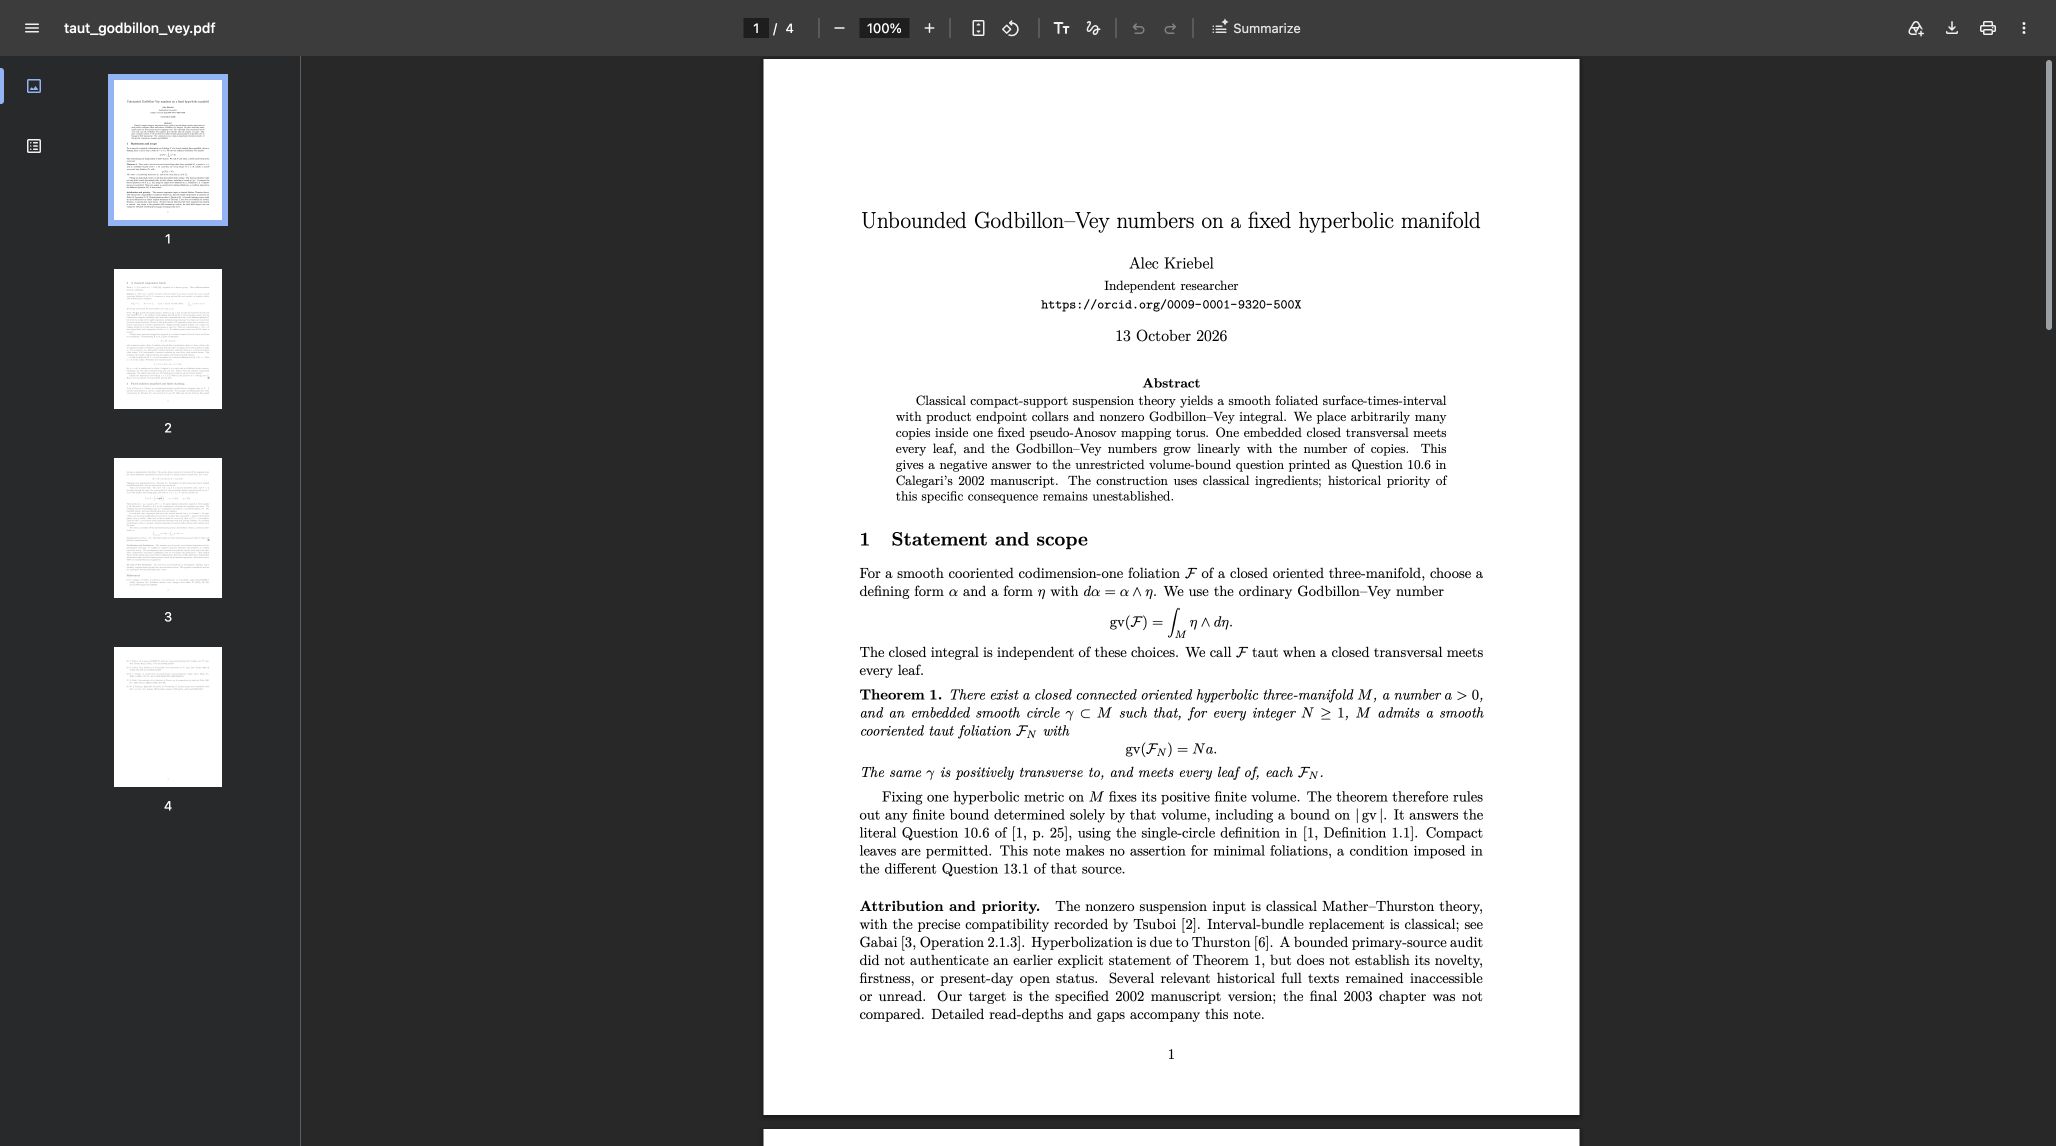 taut_godbillon_vey.pdf
1 / 4
100%
Summarize
1
2
3
4
Unbounded Godbillon–Vey numbers on a fixed hyperbolic manifold
Alec Kriebel
Independent researcher
https://orcid.org/0009-0001-9320-500X
13 October 2026
Abstract
Classical compact-support suspension theory yields a smooth foliated surface-times-interval
with product endpoint collars and nonzero Godbillon–Vey integral. We place arbitrarily many
copies inside one fixed pseudo-Anosov mapping torus. One embedded closed transversal meets
every leaf, and the Godbillon–Vey numbers grow linearly with the number of copies. This
gives a negative answer to the unrestricted volume-bound question printed as Question 10.6 in
Calegari's 2002 manuscript. The construction uses classical ingredients; historical priority of
this specific consequence remains unestablished.
1 Statement and scope
For a smooth cooriented codimension-one foliation ℱ of a closed oriented three-manifold, choose a
defining form α and a form η with dα = α ∧ η. We use the ordinary Godbillon–Vey number
gv(ℱ) = ∫_M η ∧ dη.
The closed integral is independent of these choices. We call ℱ taut when a closed transversal meets
every leaf.
Theorem 1. There exist a closed connected oriented hyperbolic three-manifold M, a number a > 0,
and an embedded smooth circle γ ⊂ M such that, for every integer N ≥ 1, M admits a smooth
cooriented taut foliation ℱ_N with
gv(ℱ_N) = Na.
The same γ is positively transverse to, and meets every leaf of, each ℱ_N.
Fixing one hyperbolic metric on M fixes its positive finite volume. The theorem therefore rules
out any finite bound determined solely by that volume, including a bound on | gv |. It answers the
literal Question 10.6 of [1, p. 25], using the single-circle definition in [1, Definition 1.1]. Compact
leaves are permitted. This note makes no assertion for minimal foliations, a condition imposed in
the different Question 13.1 of that source.
Attribution and priority. The nonzero suspension input is classical Mather–Thurston theory,
with the precise compatibility recorded by Tsuboi [2]. Interval-bundle replacement is classical; see
Gabai [3, Operation 2.1.3]. Hyperbolization is due to Thurston [6]. A bounded primary-source audit
did not authenticate an earlier explicit statement of Theorem 1, but does not establish its novelty,
firstness, or present-day open status. Several relevant historical full texts remained inaccessible
or unread. Our target is the specified 2002 manuscript version; the final 2003 chapter was not
compared. Detailed read-depths and gaps accompany this note.
1